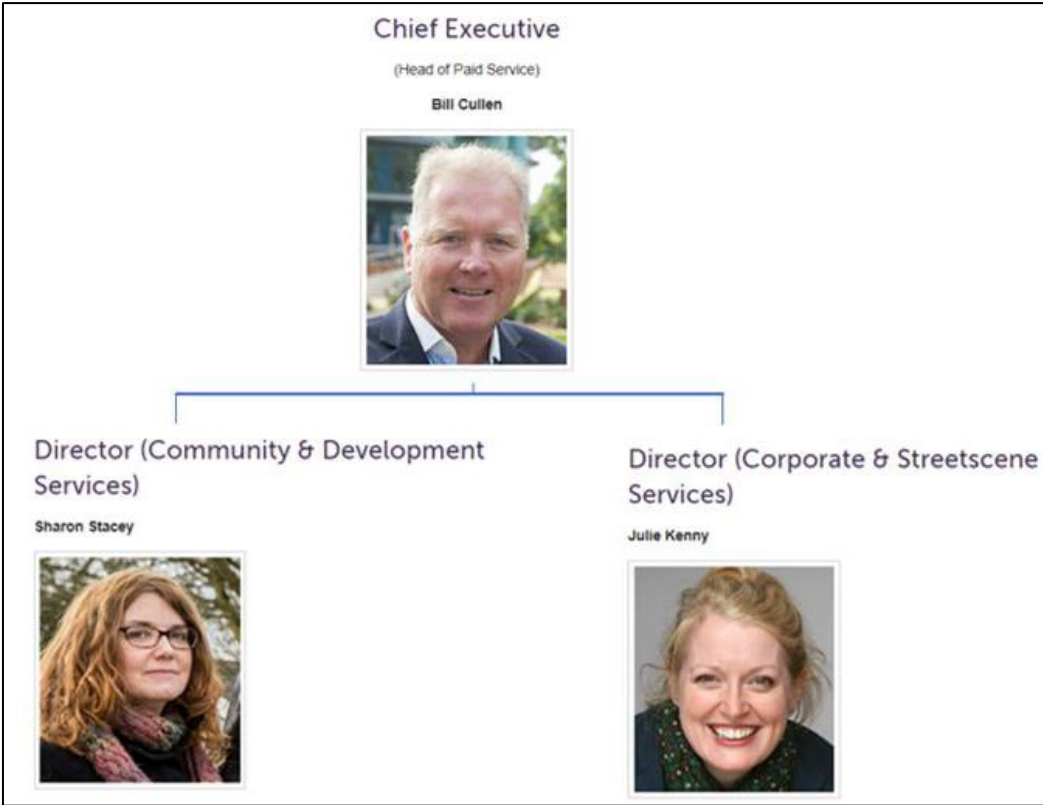 Chief Executive
(Head of Paid Service)
Bill Cullen
Director (Community & Development
Services)
Sharon Stacey
Director (Corporate & Streetscene
Services)
Julie Kenny